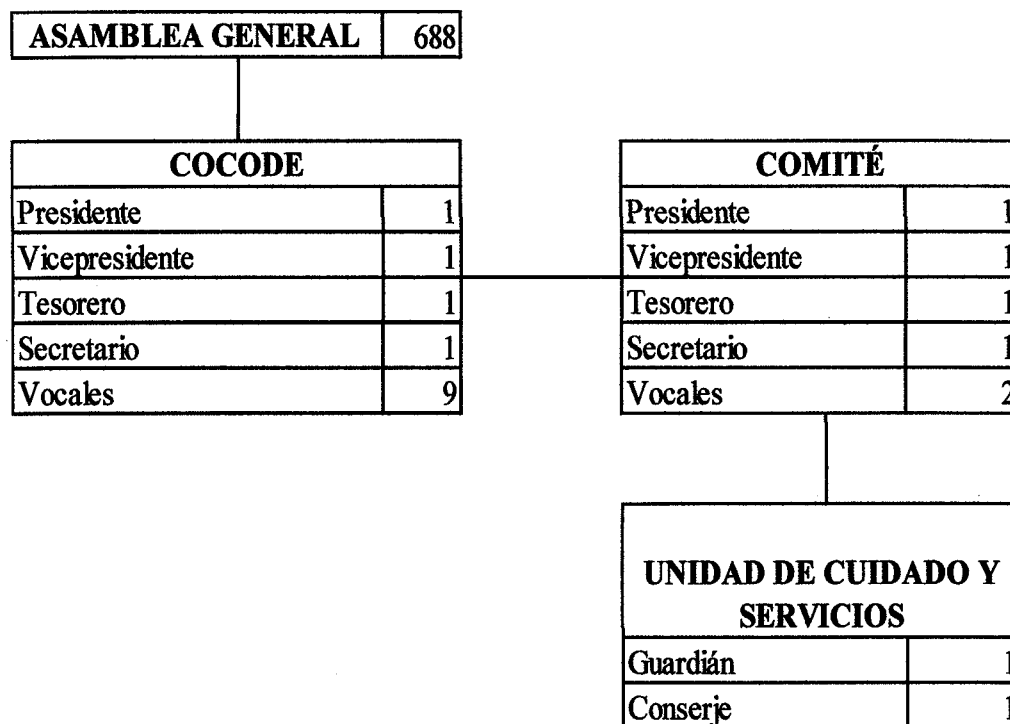 ASAMBLEA GENERAL 688
COCODE
Presidente 1
Vicepresidente 1
Tesorero 1
Secretario 1
Vocales 9
COMITÉ
Presidente 1
Vicepresidente 1
Tesorero 1
Secretario 1
Vocales 2
UNIDAD DE CUIDADO Y
SERVICIOS
Guardián 1
Conserje 1